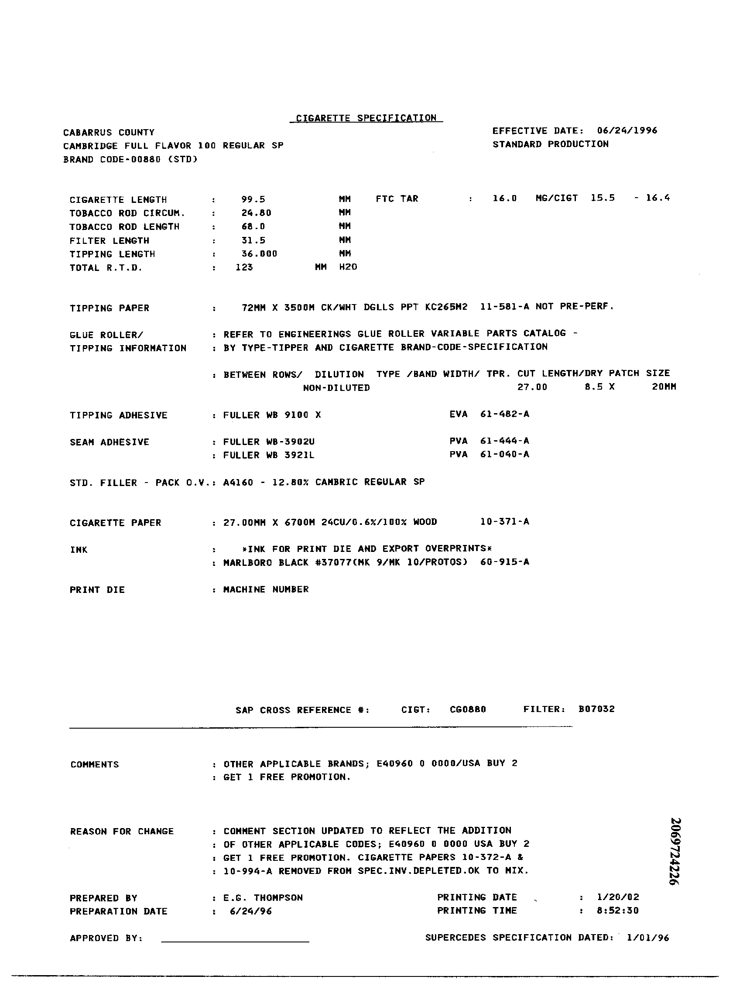 CIGARETTE SPECIFICATION
CABARRUS COUNTY EFFECTIVE DATE: 06/24/1996
CAMBRIDGE FULL FLAVOR 100 REGULAR SP STANDARD PRODUCTION
BRAND CODE-00880 (STD)
CIGARETTE LENGTH : 99.5 MM FTC TAR : 16.0 MG/CIGT 15.5 - 16.4
TOBACCO ROD CIRCUM. : 24.80 MM
TOBACCO ROD LENGTH : 68.0 MM
FILTER LENGTH : 31.5 MM
TIPPING LENGTH : 36.000 MM
TOTAL R.T.D. : 123 MM H2O
TIPPING PAPER : 72MM X 3500M CK/WHT DGLLS PPT KC265M2 11-581-A NOT PRE-PERF.
GLUE ROLLER/ : REFER TO ENGINEERINGS GLUE ROLLER VARIABLE PARTS CATALOG -
TIPPING INFORMATION : BY TYPE-TIPPER AND CIGARETTE BRAND-CODE-SPECIFICATION
: BETWEEN ROWS/ DILUTION TYPE /BAND WIDTH/ TPR. CUT LENGTH/DRY PATCH SIZE
NON-DILUTED 27.00 8.5 X 20MM
TIPPING ADHESIVE : FULLER WB 9100 X EVA 61-482-A
SEAM ADHESIVE : FULLER WB-3902U PVA 61-444-A
: FULLER WB 3921L PVA 61-040-A
STD. FILLER - PACK O.V.: A4160 - 12.80% CAMBRIC REGULAR SP
CIGARETTE PAPER : 27.00MM X 6700M 24CU/0.6%/100% WOOD 10-371-A
INK : *INK FOR PRINT DIE AND EXPORT OVERPRINTS*
: MARLBORO BLACK #37077(MK 9/MK 10/PROTOS) 60-915-A
PRINT DIE : MACHINE NUMBER
SAP CROSS REFERENCE #: CIGT: CG0880 FILTER: B07032
COMMENTS : OTHER APPLICABLE BRANDS; E40960 0 0000/USA BUY 2
: GET 1 FREE PROMOTION.
REASON FOR CHANGE : COMMENT SECTION UPDATED TO REFLECT THE ADDITION
: OF OTHER APPLICABLE CODES; E40960 0 0000 USA BUY 2
: GET 1 FREE PROMOTION. CIGARETTE PAPERS 10-372-A &
: 10-994-A REMOVED FROM SPEC.INV.DEPLETED.OK TO MIX.
PREPARED BY : E.G. THOMPSON PRINTING DATE : 1/20/02
PREPARATION DATE : 6/24/96 PRINTING TIME : 8:52:30
APPROVED BY: SUPERCEDES SPECIFICATION DATED: 1/01/96
2069724226